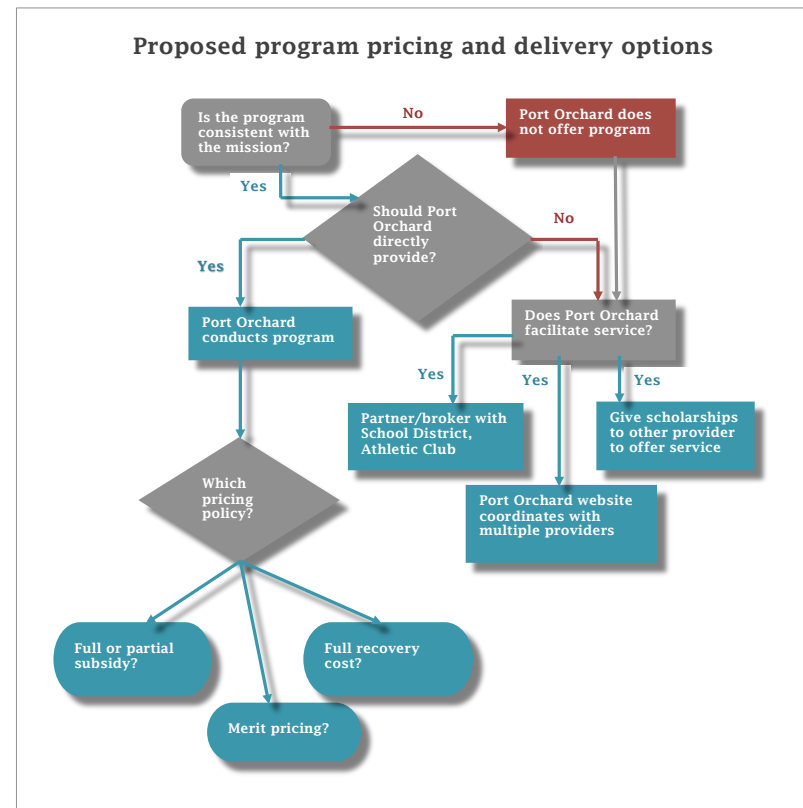 Proposed program pricing and delivery options
Is the program
consistent with
the mission?
No
Port Orchard does
not offer program
Yes
Should Port
Orchard
directly
provide?
No
Yes
Port Orchard
conducts program
Does Port Orchard
facilitate service?
Yes
Yes
Yes
Partner/broker with
School District,
Athletic Club
Give scholarships
to other provider
to offer service
Which
pricing
policy?
Port Orchard website
coordinates with
multiple providers
Full or partial
subsidy?
Full recovery
cost?
Merit pricing?